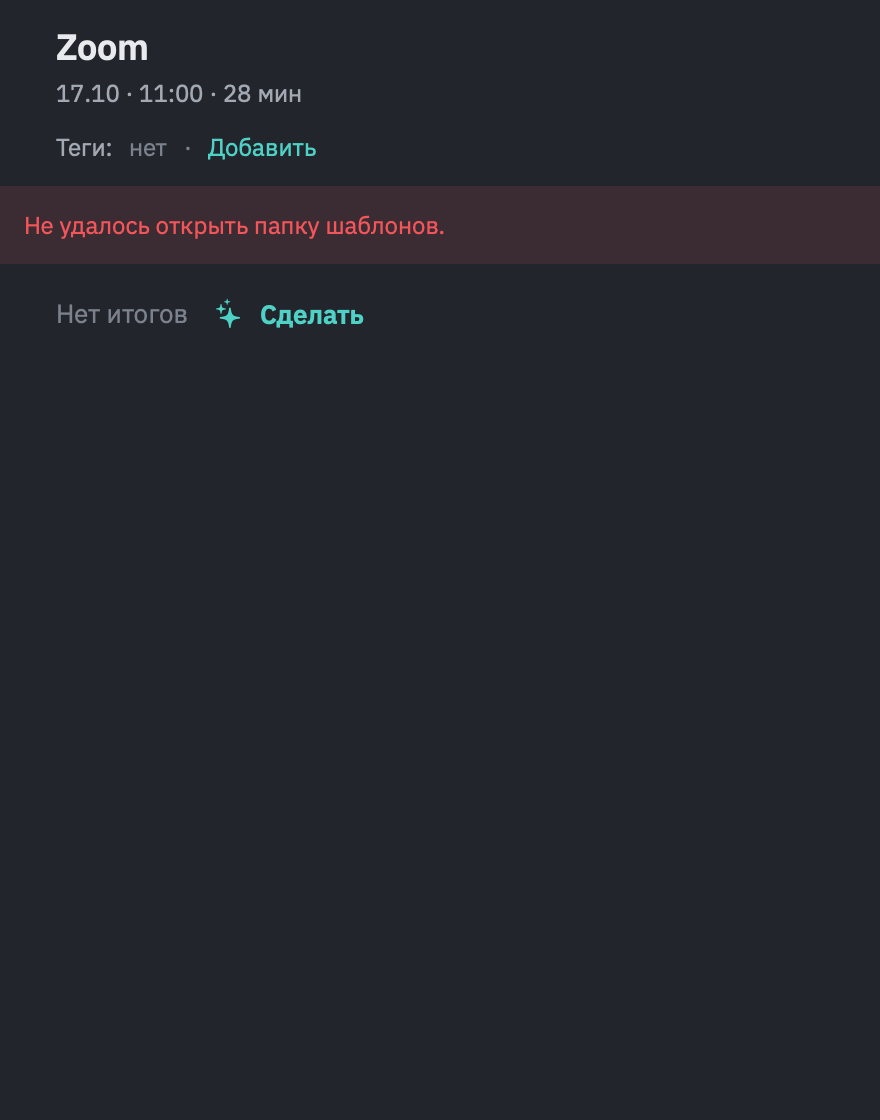 Zoom
17.10 · 11:00 · 28 мин
Теги: нет · Добавить
Не удалось открыть папку шаблонов.
Нет итогов Сделать